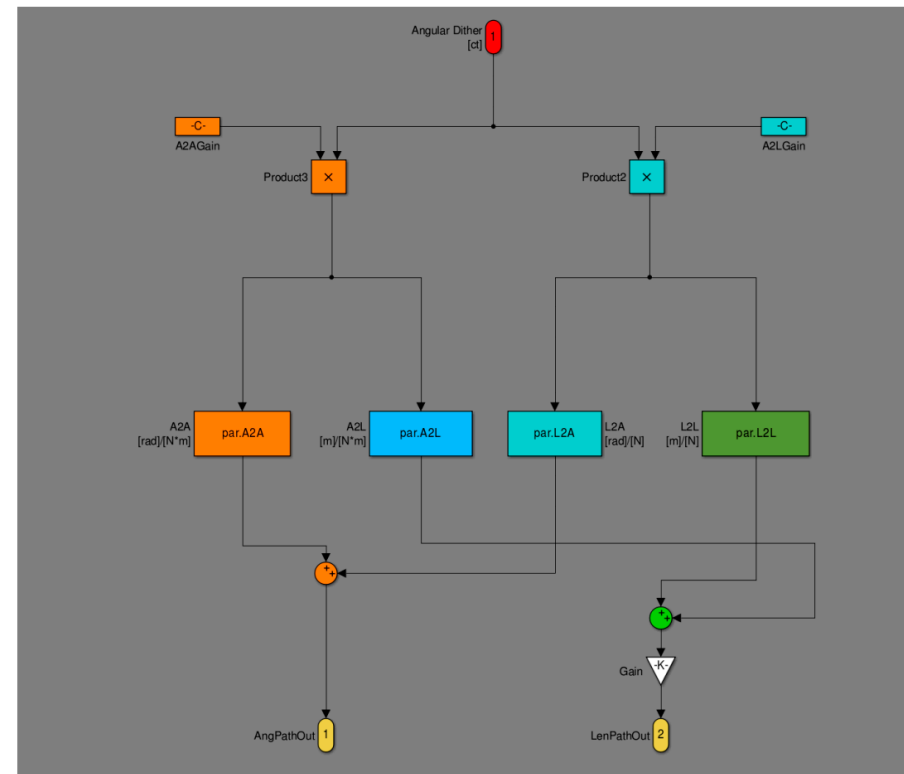 Angular Dither
[ct]
1
-C-
A2AGain
-C-
A2LGain
Product3
×
Product2
×
A2A
[rad]/[N*m]
par.A2A
A2L
[m]/[N*m]
par.A2L
par.L2A
L2A
[rad]/[N]
L2L
[m]/[N]
par.L2L
+
+
+
+
Gain
-K-
AngPathOut
1
LenPathOut
2